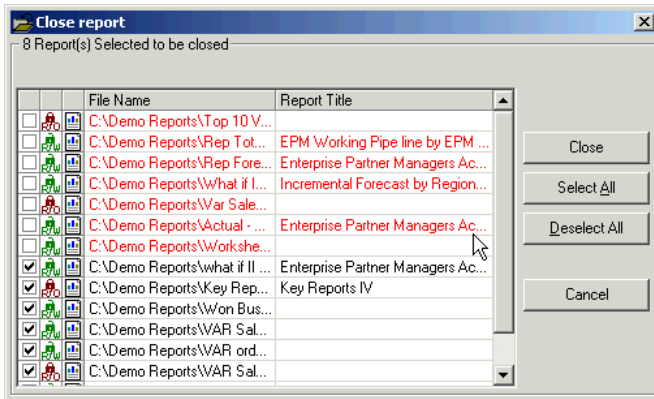 Close report
8 Report(s) Selected to be closed
File Name Report Title
R/O C:\Demo Reports\Top 10 V...
R/W C:\Demo Reports\Rep Tot... EPM Working Pipe line by EPM ...
R/W C:\Demo Reports\Rep Fore... Enterprise Partner Managers Ac...
R/W C:\Demo Reports\What if I... Incremental Forecast by Region...
R/O C:\Demo Reports\Var Sale...
R/W C:\Demo Reports\Actual - ... Enterprise Partner Managers Ac...
R/W C:\Demo Reports\Workshe...
R/W C:\Demo Reports\what if II ... Enterprise Partner Managers Ac...
R/O C:\Demo Reports\Key Rep... Key Reports IV
R/W C:\Demo Reports\Won Bus...
R/W C:\Demo Reports\VAR Sal...
R/W C:\Demo Reports\VAR ord...
R/O C:\Demo Reports\VAR Sal...
Close
Select All
Deselect All
Cancel